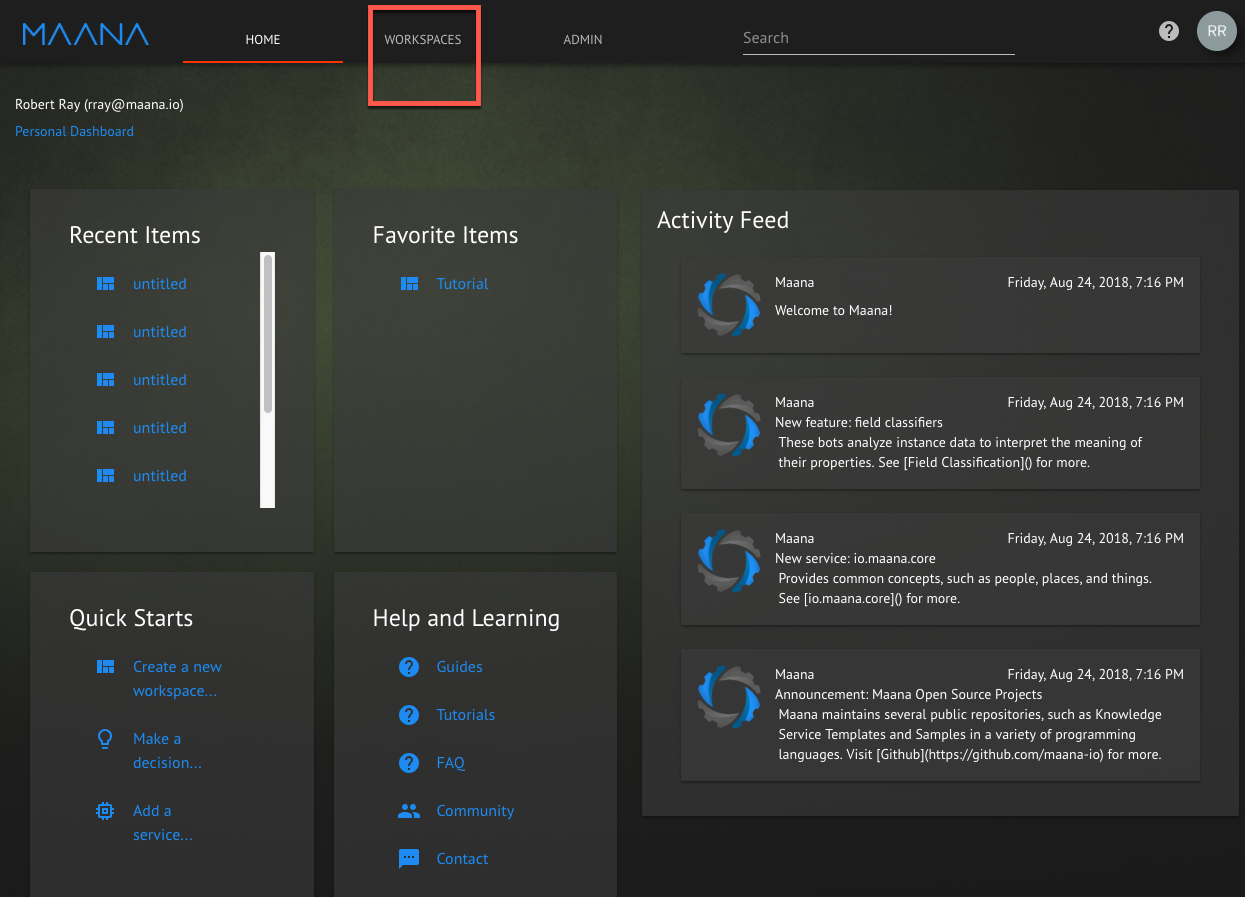 MAANA
HOME
WORKSPACES
ADMIN
Search
?
RR
Robert Ray (rray@maana.io)
Personal Dashboard
Recent Items
untitled
untitled
untitled
untitled
untitled
Favorite Items
Tutorial
Quick Starts
Create a new
workspace...
Make a
decision...
Add a
service...
Help and Learning
? Guides
? Tutorials
? FAQ
Community
Contact
Activity Feed
Maana Friday, Aug 24, 2018, 7:16 PM
Welcome to Maana!
Maana Friday, Aug 24, 2018, 7:16 PM
New feature: field classifiers
These bots analyze instance data to interpret the meaning of
their properties. See [Field Classification]() for more.
Maana Friday, Aug 24, 2018, 7:16 PM
New service: io.maana.core
Provides common concepts, such as people, places, and things.
See [io.maana.core]() for more.
Maana Friday, Aug 24, 2018, 7:16 PM
Announcement: Maana Open Source Projects
Maana maintains several public repositories, such as Knowledge
Service Templates and Samples in a variety of programming
languages. Visit [Github](https://github.com/maana-io) for more.